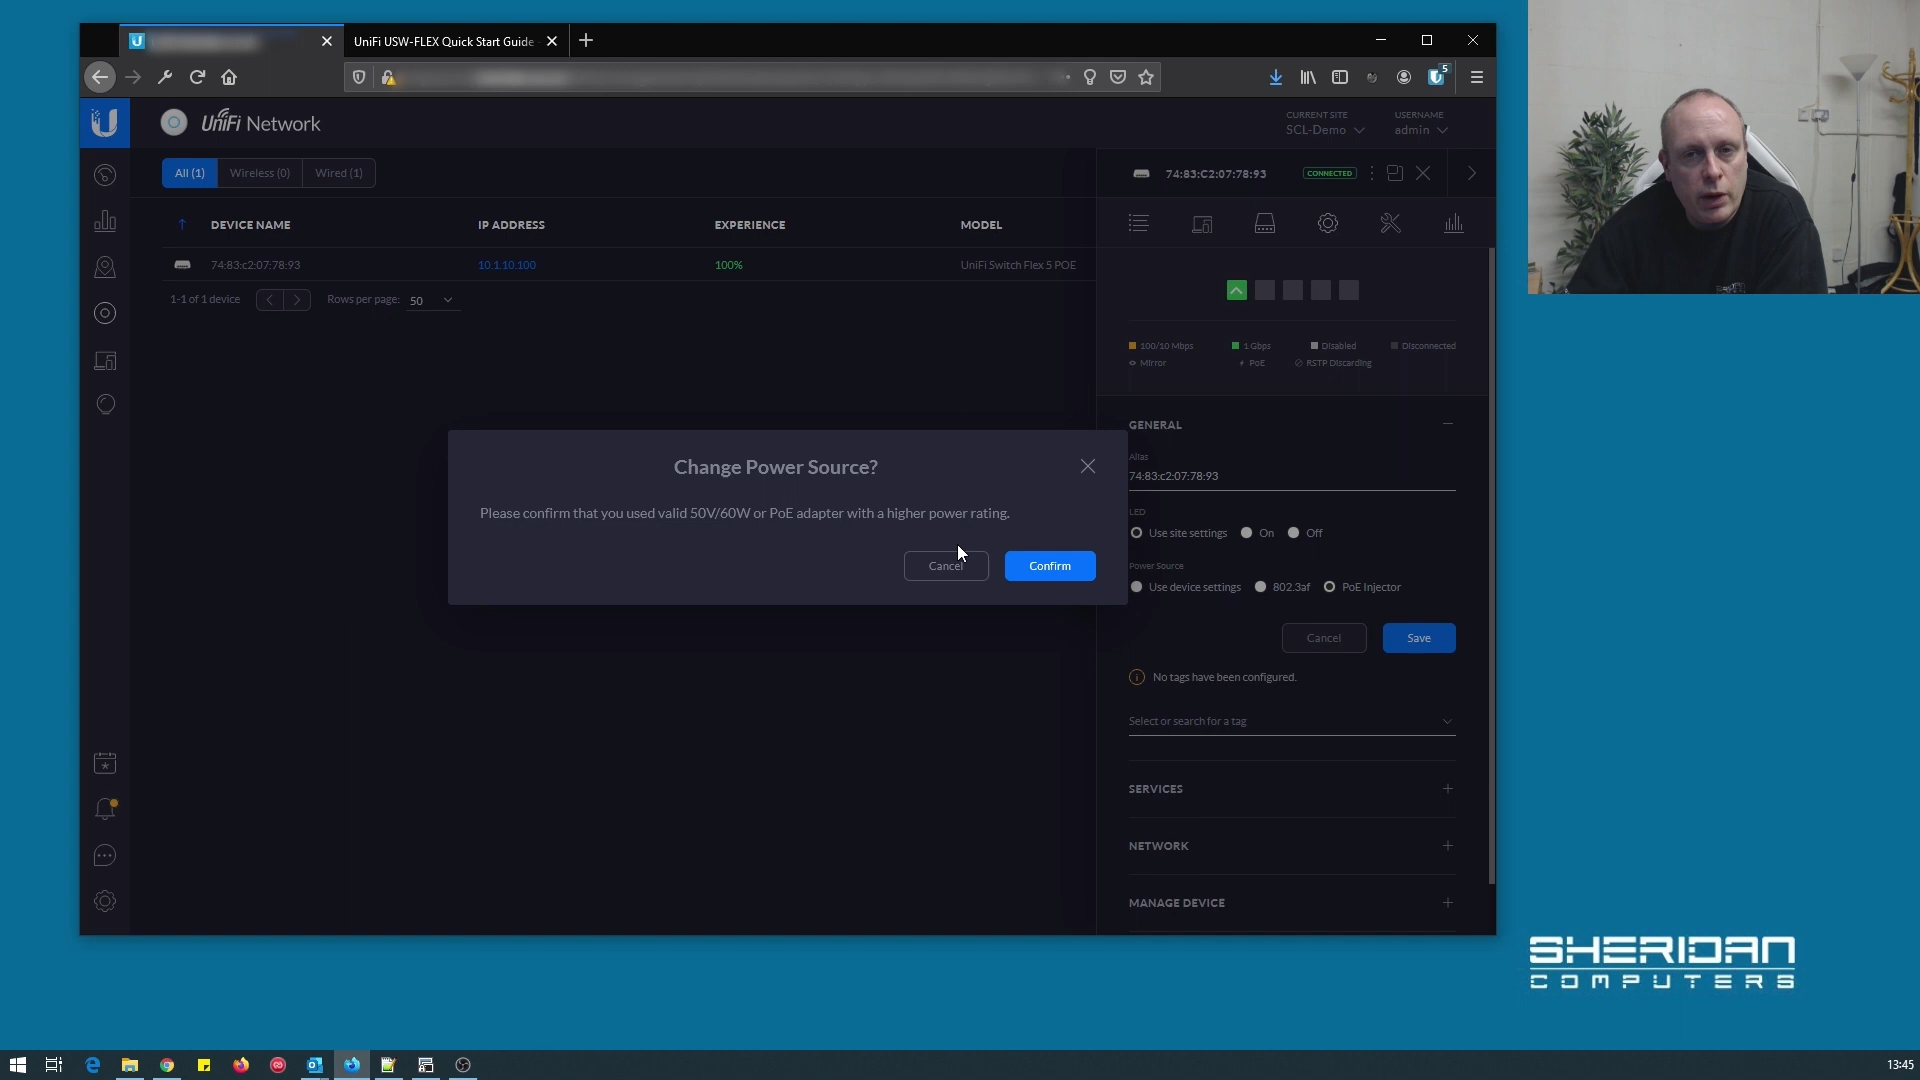 UniFi USW-FLEX Quick Start Guide
5
UniFi Network
CURRENT SITE
SCL-Demo
USERNAME
admin
All (1)
Wireless (0)
Wired (1)
74:83:C2:07:78:93
CONNECTED
DEVICE NAME
IP ADDRESS
EXPERIENCE
MODEL
74:83:c2:07:78:93
10.1.10.100
100%
UniFi Switch Flex 5 POE
1-1 of 1 device
Rows per page: 50
100/10 Mbps
1 Gbps
Disabled
Disconnected
Mirror
PoE
RSTP Discarding
Change Power Source?
Please confirm that you used valid 50V/60W or PoE adapter with a higher power rating.
Cancel
Confirm
GENERAL
Alias
74:83:c2:07:78:93
LED
Use site settings
On
Off
Power Source
Use device settings
802.3af
PoE Injector
Cancel
Save
No tags have been configured.
Select or search for a tag
SERVICES
NETWORK
MANAGE DEVICE
SHERIDAN
COMPUTERS
13:45